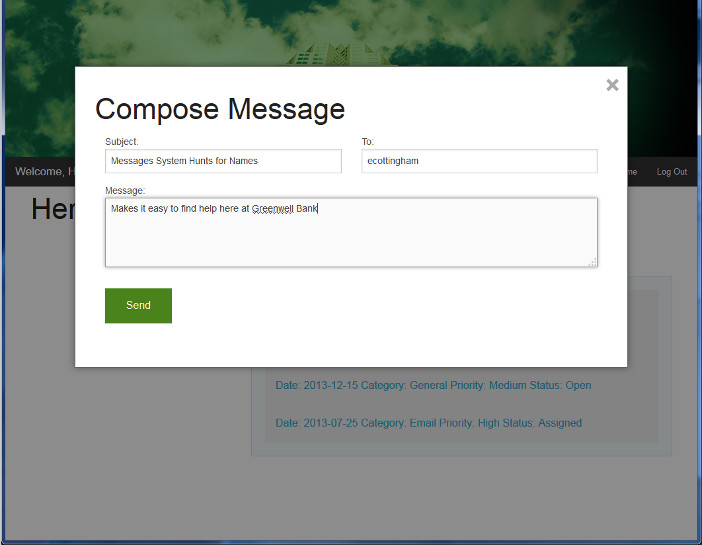 Compose Message
Subject:
To:
Messages System Hunts for Names
ecottingham
Welcome, H
me
Log Out
Message:
Her
Makes it easy to find help here at Greenwell Bank
Send
Date: 2013-12-15 Category: General Priority: Medium Status: Open
Date: 2013-07-25 Category: Email Priority: High Status: Assigned